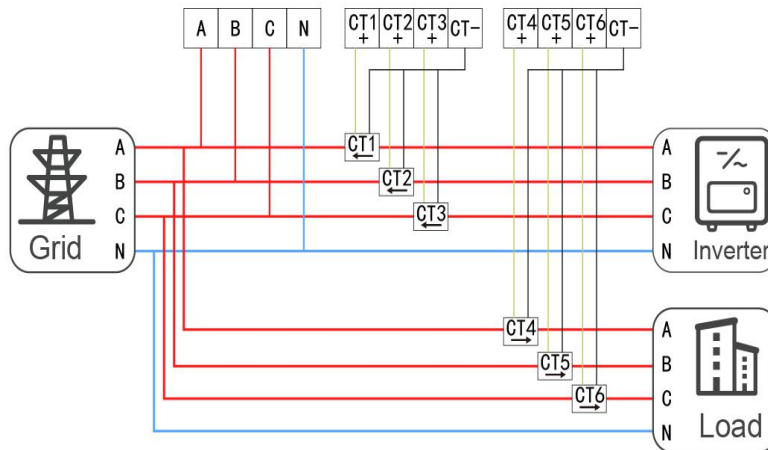 A B C N CT1 CT2 CT3 CT- CT4 CT5 CT6 CT-
+ + + + + +
A CT1 A
B CT2 B
C CT3 C
Grid N N Inverter
CT4 A
CT5 B
CT6 C
Load
N